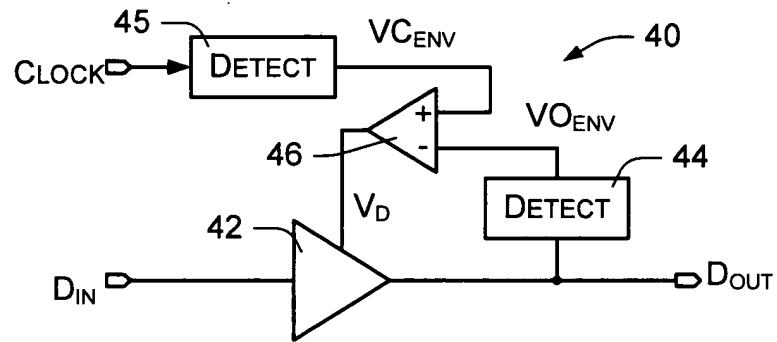 45
VCENV
40
CLOCK
DETECT
+
-
46
VOENV
44
VD
DETECT
42
DIN
DOUT